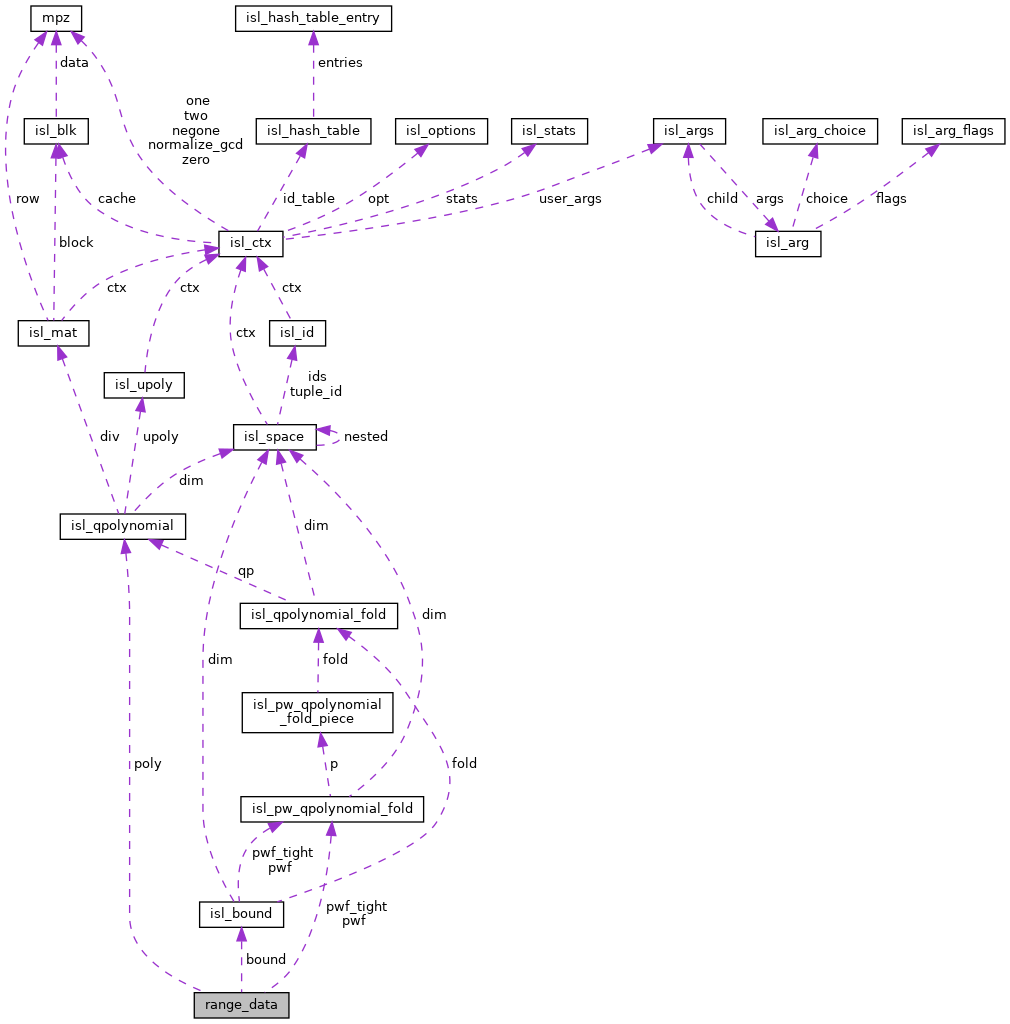 mpz
isl_hash_table_entry
data
entries
one
two
negone
normalize_gcd
zero
isl_blk
isl_hash_table
isl_options
isl_stats
isl_args
isl_arg_choice
isl_arg_flags
row
cache
id_table
opt
stats
user_args
child
args
choice
flags
block
isl_ctx
isl_arg
ctx
ctx
ctx
isl_mat
ctx
isl_id
isl_upoly
ids
tuple_id
div
upoly
isl_space
nested
dim
isl_qpolynomial
dim
qp
isl_qpolynomial_fold
dim
dim
fold
isl_pw_qpolynomial
_fold_piece
poly
p
fold
isl_pw_qpolynomial_fold
pwf_tight
pwf
isl_bound
pwf_tight
pwf
bound
range_data